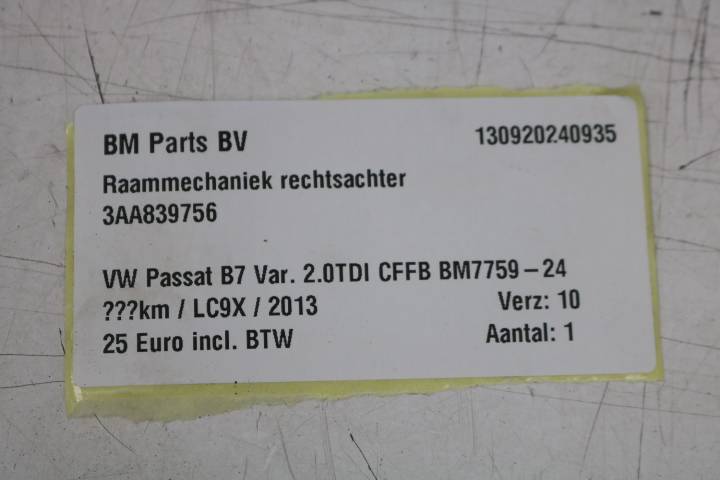 BM Parts BV 130920240935
Raammechaniek rechtsachter
3AA839756
VW Passat B7 Var. 2.0TDI CFFB BM7759-24
???km / LC9X / 2013 Verz: 10
25 Euro incl. BTW Aantal: 1